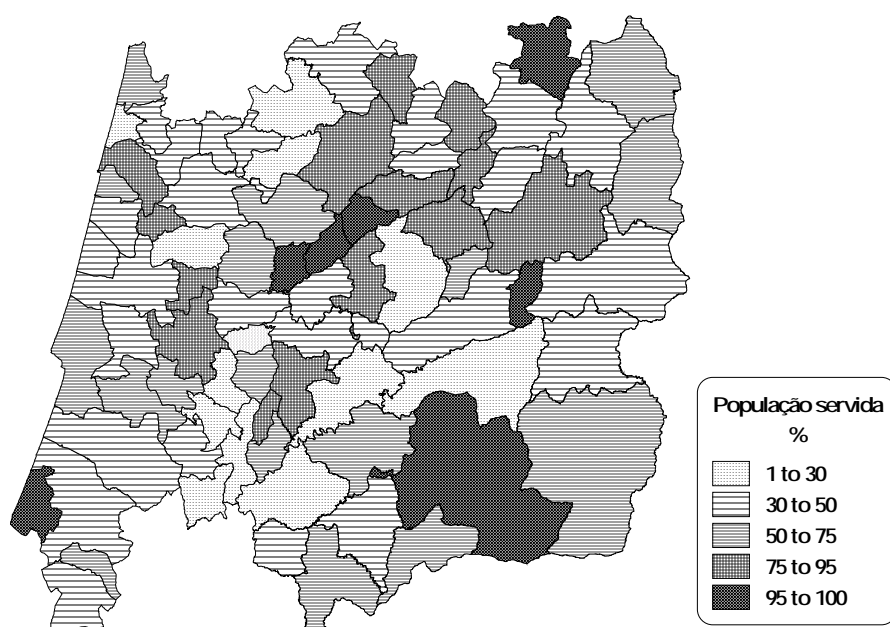 População servida
%
1 to 30
30 to 50
50 to 75
75 to 95
95 to 100